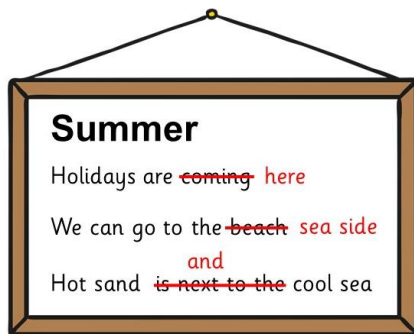 Summer
Holidays are coming here
We can go to the beach sea side
and
Hot sand is next to the cool sea